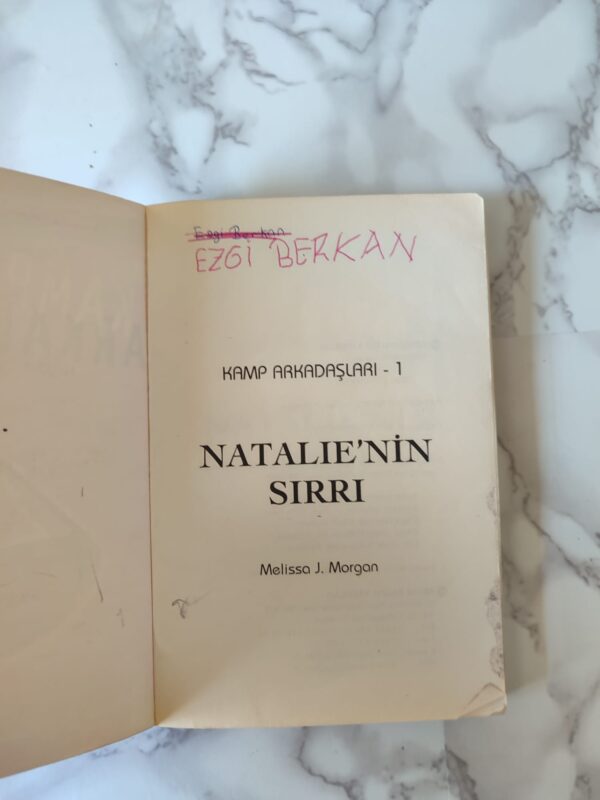 Ezgi Berkan
EZGİ BERKAN
KAMP ARKADAŞLARI - 1
NATALIE'NİN
SIRRI
Melissa J. Morgan